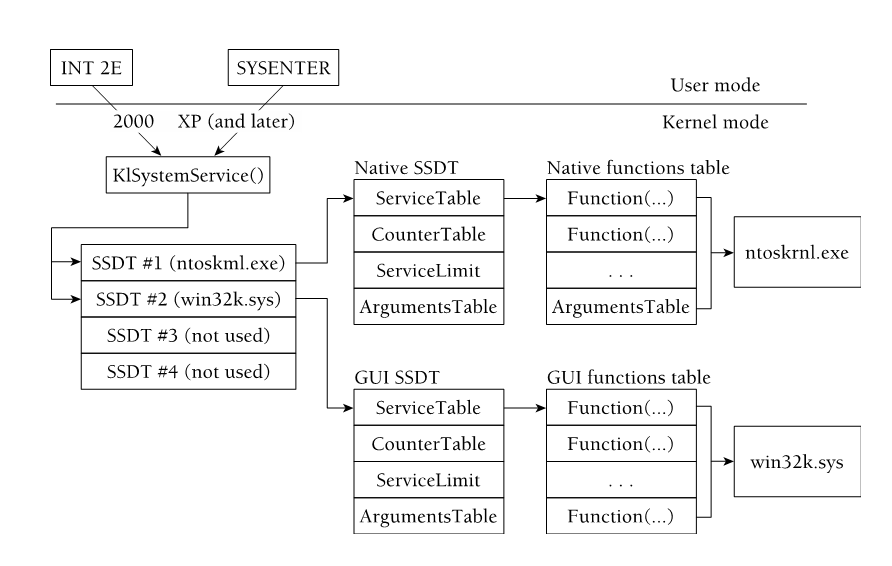 INT 2E
SYSENTER
User mode
2000
XP (and later)
Kernel mode
KlSystemService()
Native SSDT
Native functions table
ServiceTable
Function(...)
CounterTable
Function(...)
ServiceLimit
. . .
ArgumentsTable
ArgumentsTable
ntoskrnl.exe
SSDT #1 (ntoskml.exe)
SSDT #2 (win32k.sys)
SSDT #3 (not used)
SSDT #4 (not used)
GUI SSDT
GUI functions table
ServiceTable
Function(...)
CounterTable
Function(...)
ServiceLimit
. . .
ArgumentsTable
Function(...)
win32k.sys